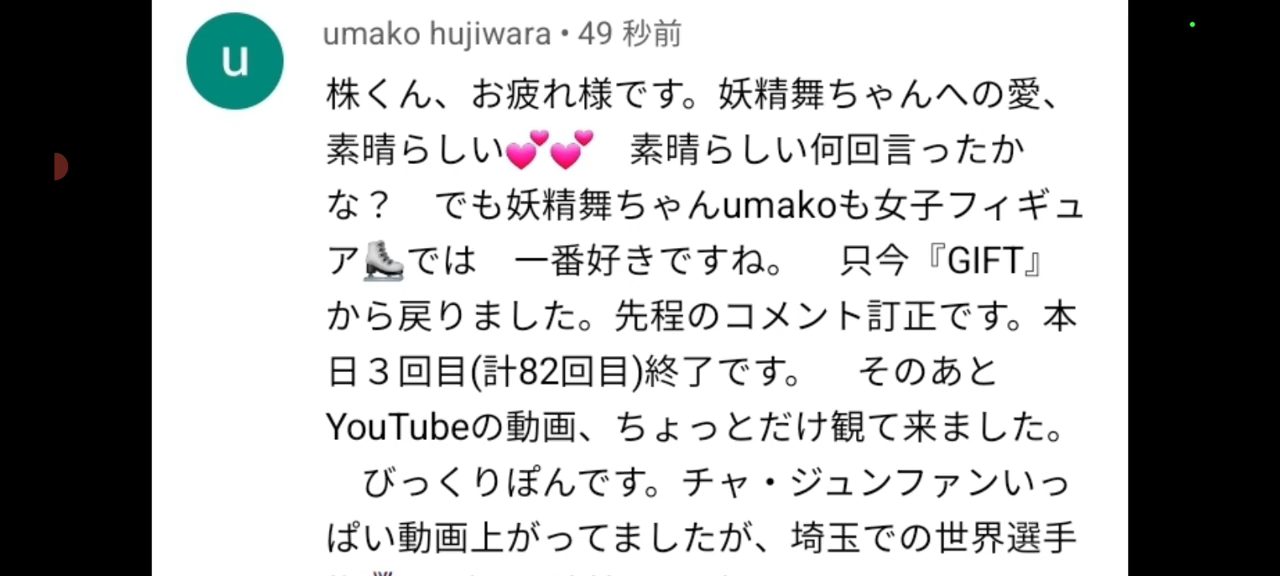 u
umako hujiwara • 49 秒前
株くん、お疲れ様です。妖精舞ちゃんへの愛、
素晴らしい💕💕　素晴らしい何回言ったか
な？　でも妖精舞ちゃんumakoも女子フィギュ
ア⛸️では　一番好きですね。　只今『GIFT』
から戻りました。先程のコメント訂正です。本
日３回目(計82回目)終了です。　そのあと
YouTubeの動画、ちょっとだけ観て来ました。
　びっくりぽんです。チャ・ジュンファンいっ
ぱい動画上がってましたが、埼玉での世界選手